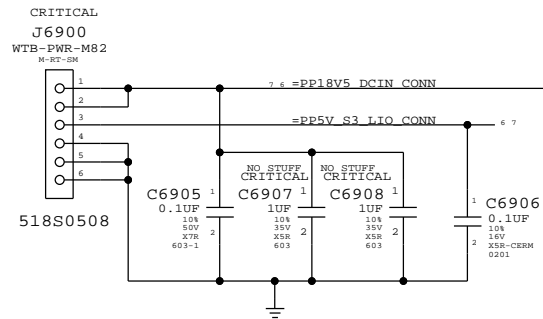 CRITICAL
J6900
WTB-PWR-M82
M-RT-SM
1
2
3
4
5
6
518S0508
7 6 =PP18V5_DCIN_CONN
=PP5V_S3_LIO_CONN 6 7
NO STUFF
CRITICAL
NO STUFF
CRITICAL
C6905 1
0.1UF
10%
50V
X7R
603-1
2
C6907 1
1UF
10%
35V
X5R
603
2
C6908 1
1UF
10%
35V
X5R
603
2
1 C6906
0.1UF
10%
16V
X5R-CERM
0201
2